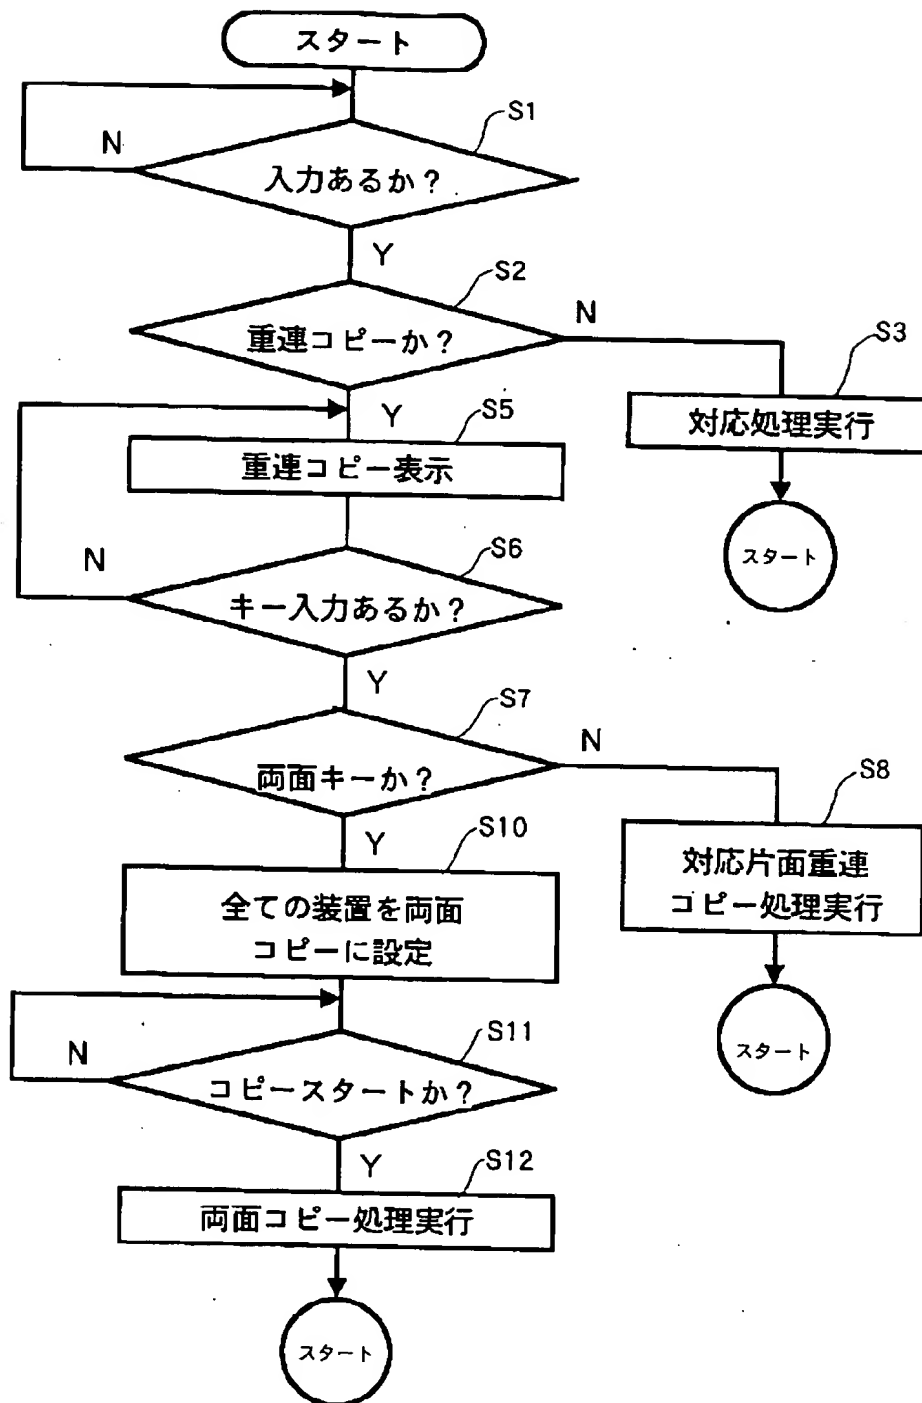 スタート
S1
N
入力あるか？
Y
S2
N
重連コピーか？
S3
Y
S5
対応処理実行
重連コピー表示
スタート
S6
N
キー入力あるか？
Y
S7
N
両面キーか？
S8
Y
S10
対応片面重連
コピー処理実行
全ての装置を両面
コピーに設定
スタート
S11
N
コピースタートか？
Y
S12
両面コピー処理実行
スタート